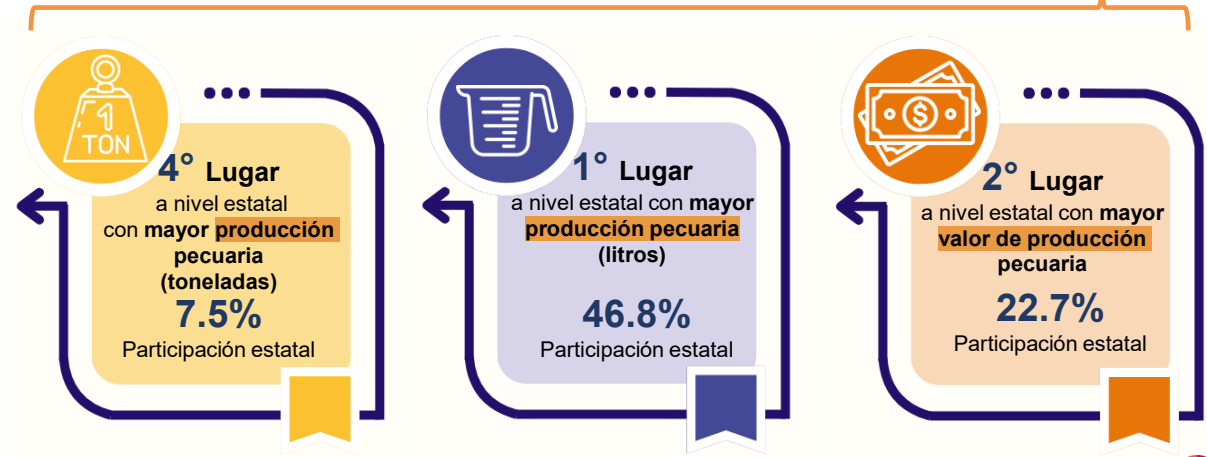 1
TON
4° Lugar
a nivel estatal
con mayor producción
pecuaria
(toneladas)
7.5%
Participación estatal
1° Lugar
a nivel estatal con mayor
producción pecuaria
(litros)
46.8%
Participación estatal
$
2° Lugar
a nivel estatal con mayor
valor de producción
pecuaria
22.7%
Participación estatal